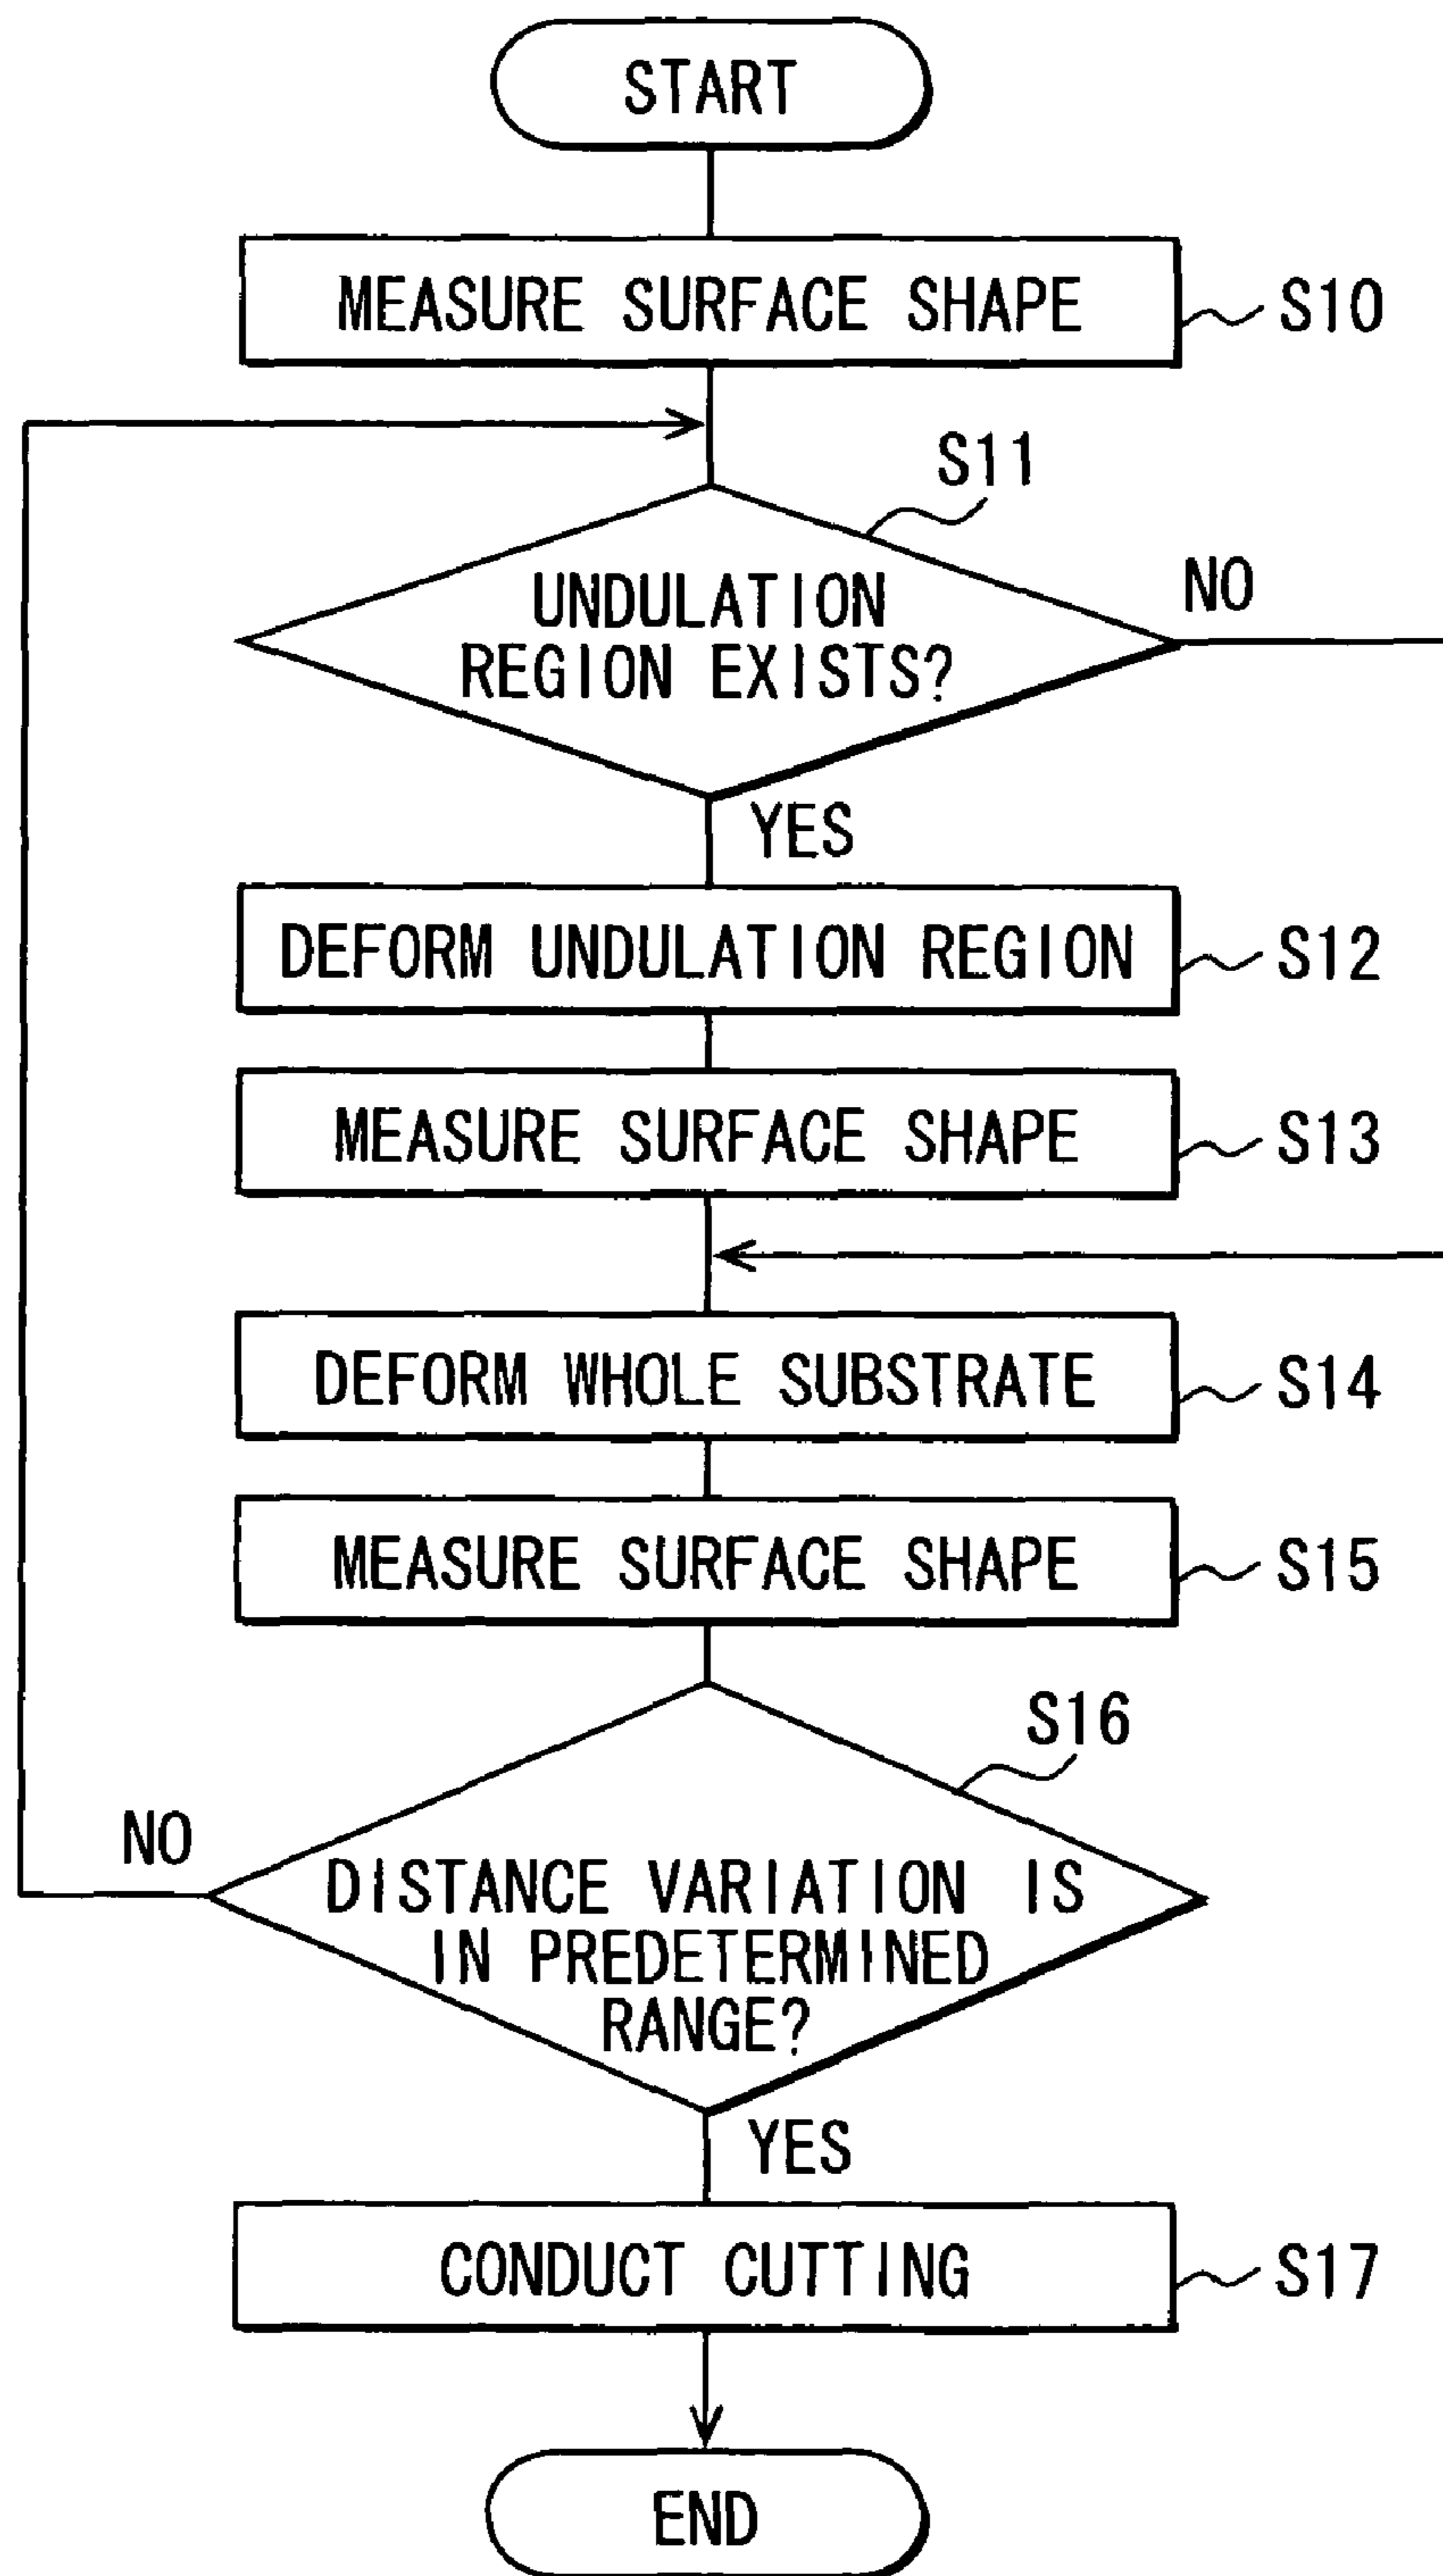 START
MEASURE SURFACE SHAPE
S10
S11
UNDULATION
REGION EXISTS?
NO
YES
DEFORM UNDULATION REGION
S12
MEASURE SURFACE SHAPE
S13
DEFORM WHOLE SUBSTRATE
S14
MEASURE SURFACE SHAPE
S15
S16
NO
DISTANCE VARIATION IS
IN PREDETERMINED
RANGE?
YES
CONDUCT CUTTING
S17
END